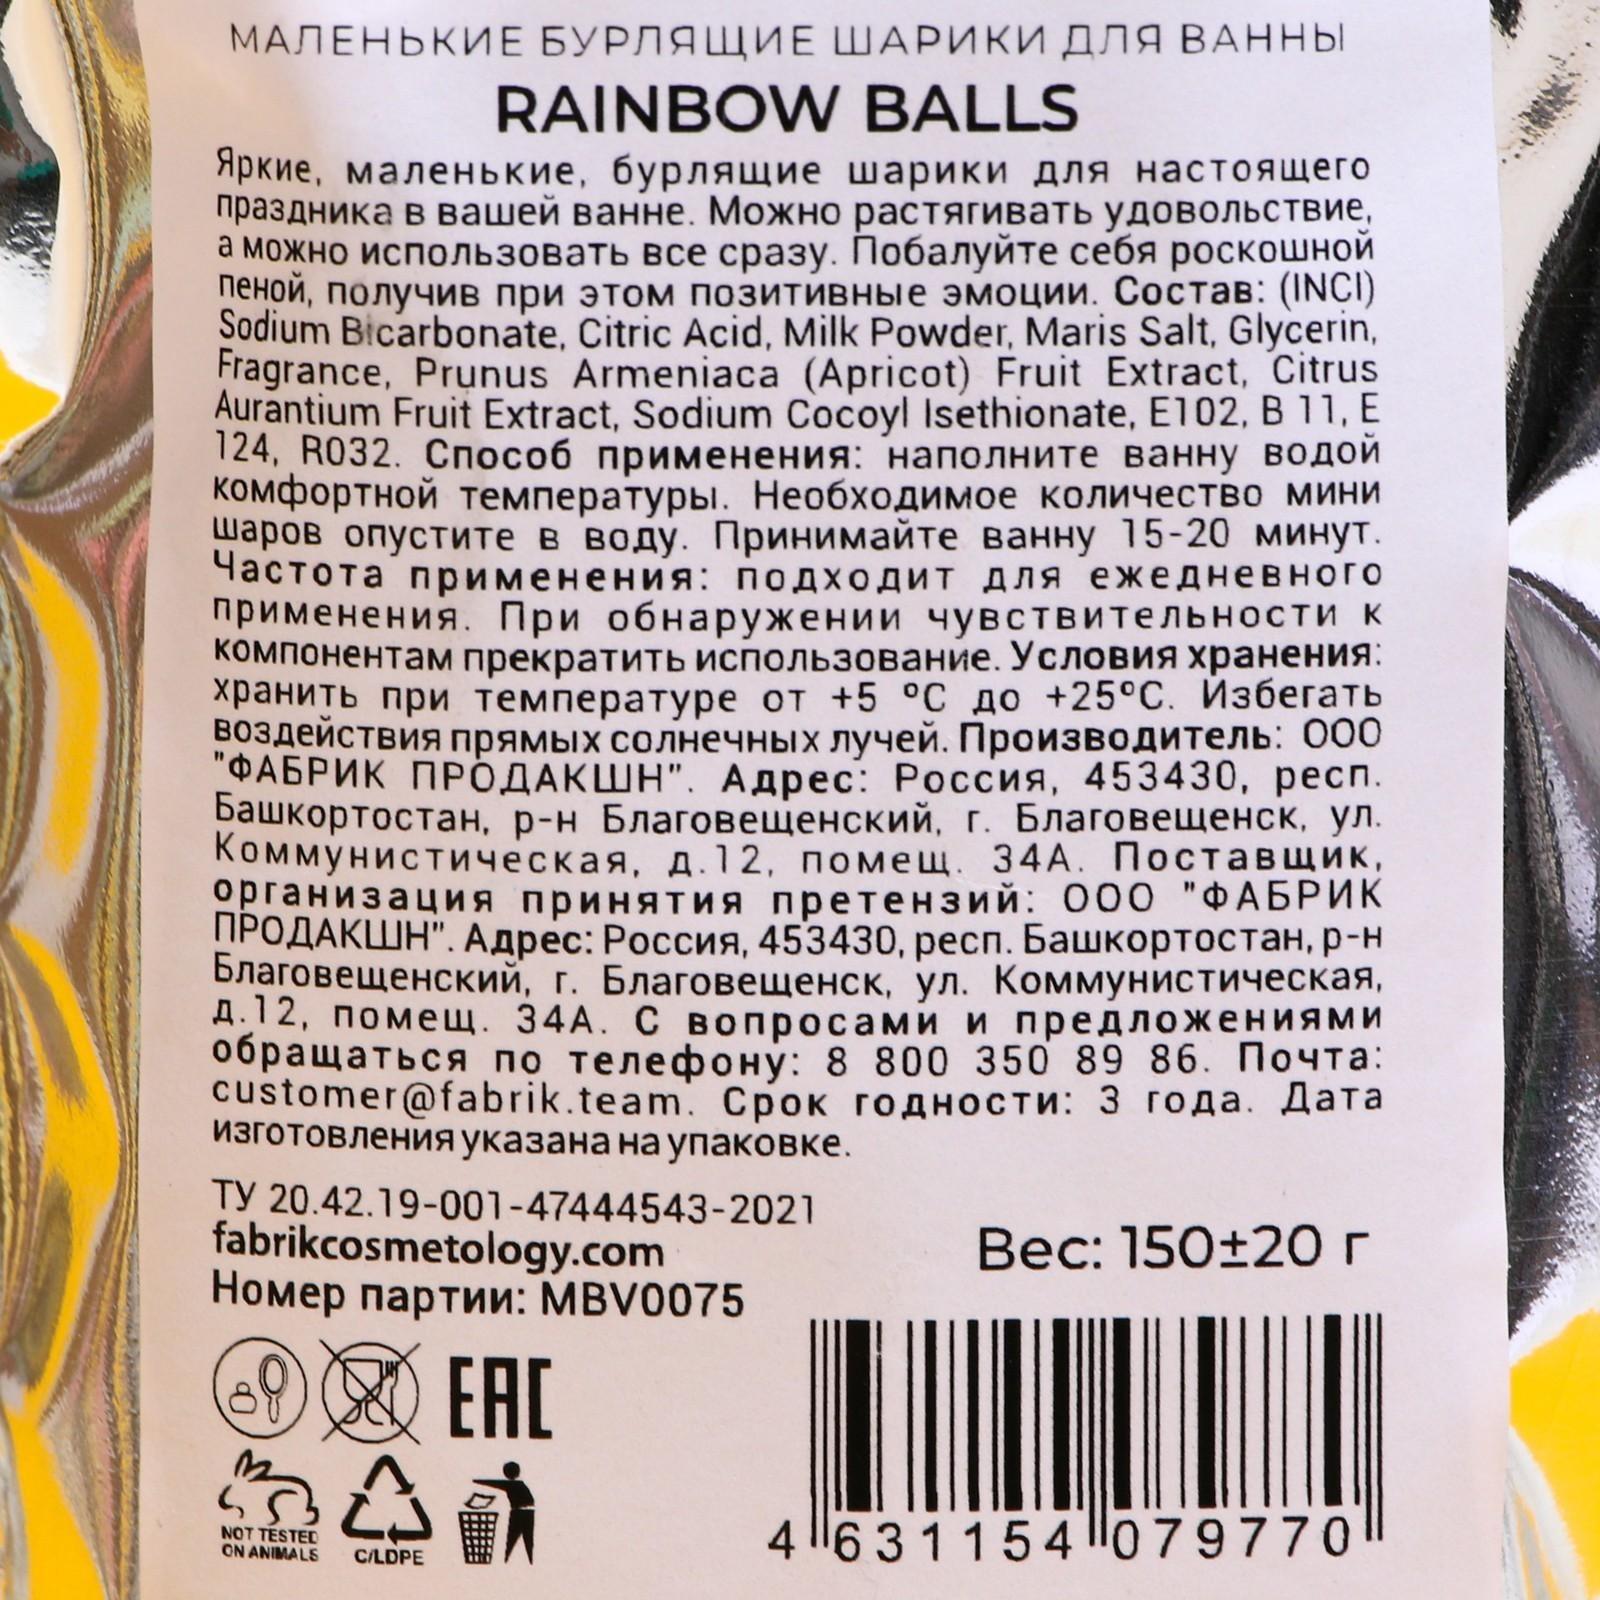 МАЛЕНЬКИЕ БУРЛЯЩИЕ ШАРИКИ ДЛЯ ВАННЫ
RAINBOW BALLS
Яркие, маленькие, бурлящие шарики для настоящего
праздника в вашей ванне. Можно растягивать удовольствие,
а можно использовать все сразу. Побалуйте себя роскошной
пеной, получив при этом позитивные эмоции. Состав: (INCI)
Sodium Bicarbonate, Citric Acid, Milk Powder, Maris Salt, Glycerin,
Fragrance, Prunus Armeniaca (Apricot) Fruit Extract, Citrus
Aurantium Fruit Extract, Sodium Cocoyl Isethionate, E102, B 11, E
124, R032. Способ применения: наполните ванну водой
комфортной температуры. Необходимое количество мини
шаров опустите в воду. Принимайте ванну 15-20 минут.
Частота применения: подходит для ежедневного
применения. При обнаружении чувствительности к
компонентам прекратить использование. Условия хранения:
хранить при температуре от +5 ºС до +25ºС. Избегать
воздействия прямых солнечных лучей. Производитель: ООО
"ФАБРИК ПРОДАКШН". Адрес: Россия, 453430, респ.
Башкортостан, р-н Благовещенский, г. Благовещенск, ул.
Коммунистическая, д.12, помещ. 34А. Поставщик,
организация принятия претензий: ООО "ФАБРИК
ПРОДАКШН". Адрес: Россия, 453430, респ. Башкортостан, р-н
Благовещенский, г. Благовещенск, ул. Коммунистическая,
д.12, помещ. 34А. С вопросами и предложениями
обращаться по телефону: 8 800 350 89 86. Почта:
customer@fabrik.team. Срок годности: 3 года. Дата
изготовления указана на упаковке.
ТУ 20.42.19-001-47444543-2021
fabrikcosmetology.com
Вес: 150±20 г
Номер партии: MBV0075
EAC
NOT TESTED
ON ANIMALS
C/LDPE
4 631154 079770